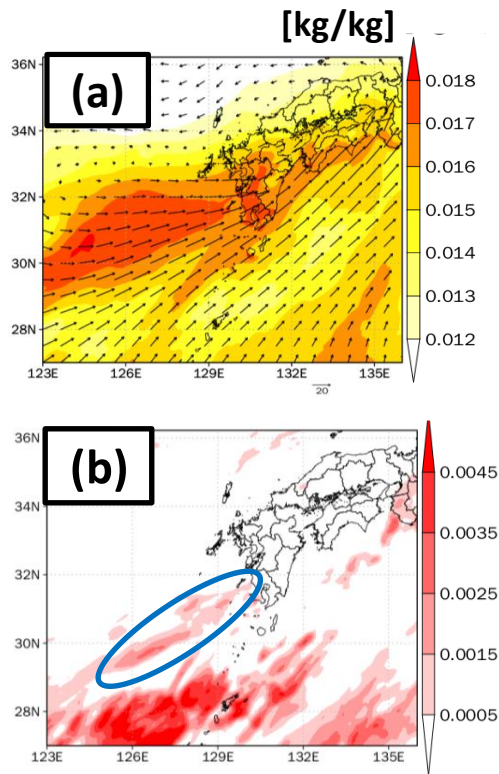 [kg/kg]
(a)
36N
34N
32N
30N
28N
123E 126E 129E 132E 135E
20
0.018
0.017
0.016
0.015
0.014
0.013
0.012
(b)
36N
34N
32N
30N
28N
123E 126E 129E 132E 135E
0.0045
0.0035
0.0025
0.0015
0.0005